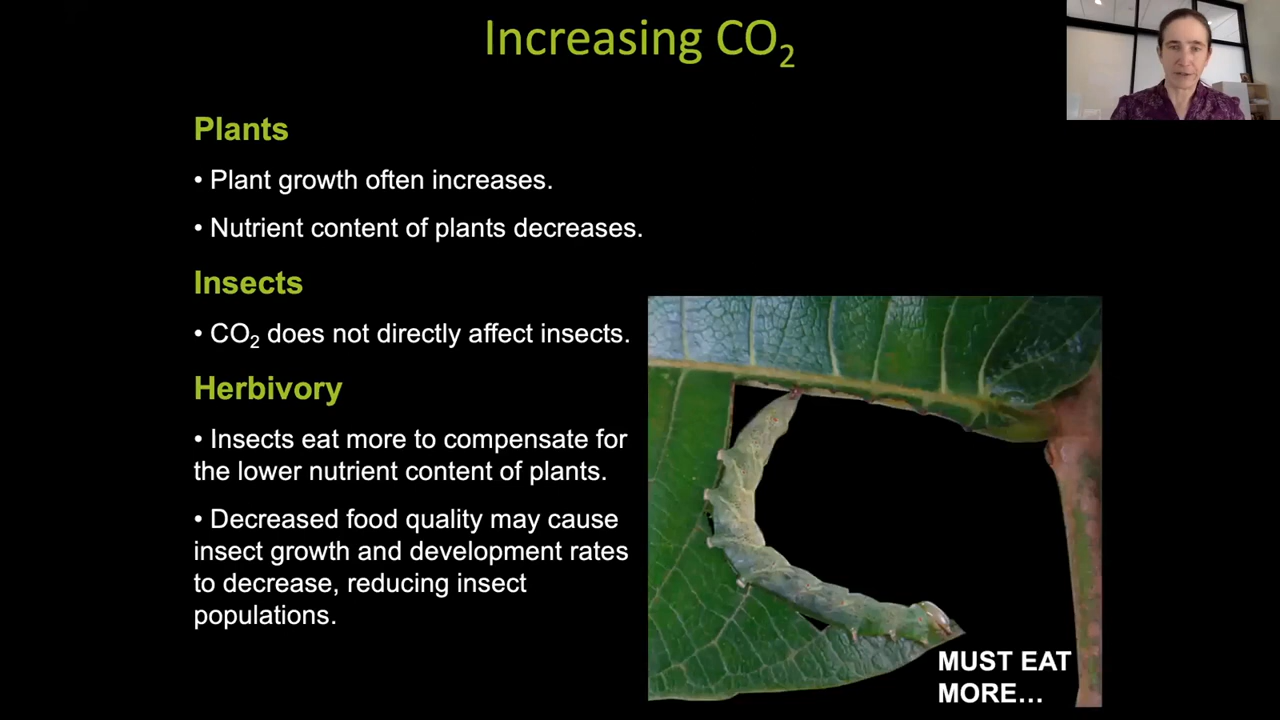 Increasing CO₂
Plants
• Plant growth often increases.
• Nutrient content of plants decreases.
Insects
• CO₂ does not directly affect insects.
Herbivory
• Insects eat more to compensate for
the lower nutrient content of plants.
• Decreased food quality may cause
insect growth and development rates
to decrease, reducing insect
populations.
MUST EAT
MORE...